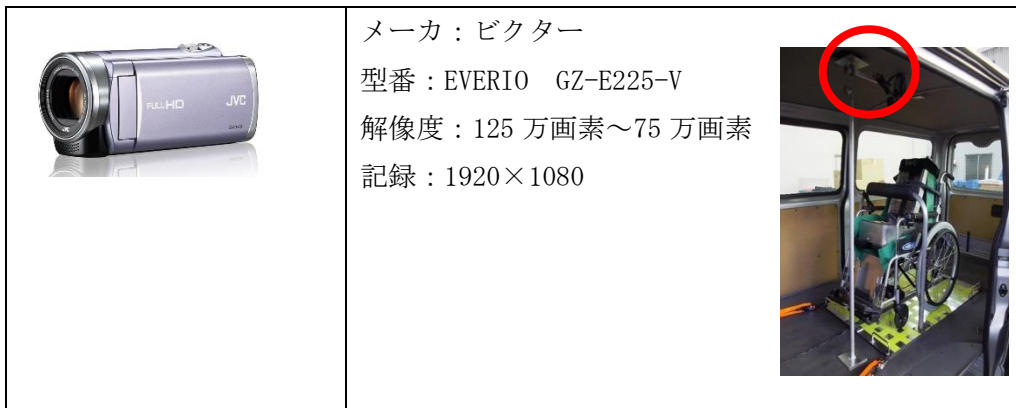 メーカ：ビクター
型番：EVERIO　GZ-E225-V
解像度：125 万画素～75 万画素
記録：1920×1080
FULL HD
JVC